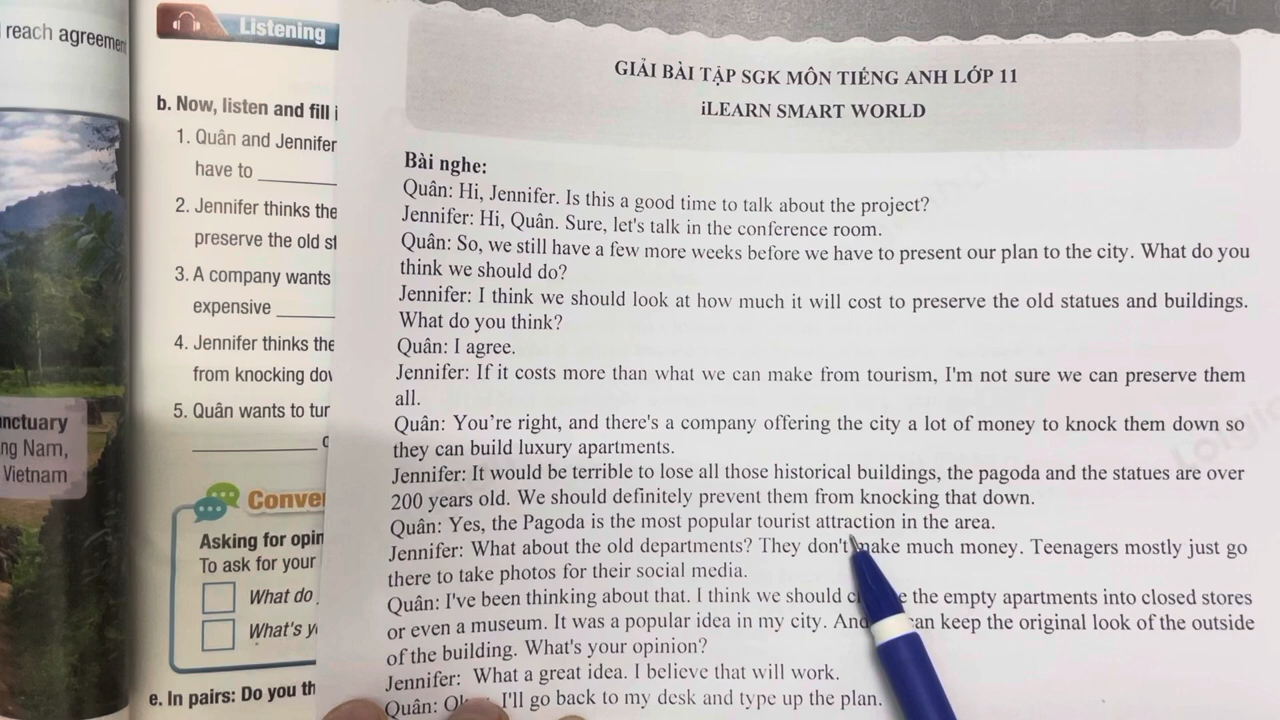 reach agreement
nctuary
ng Nam,
Vietnam
Listening
b. Now, listen and fill i
1. Quân and Jennifer
have to
2. Jennifer thinks the
preserve the old st
3. A company wants
expensive
4. Jennifer thinks the
from knocking dov
5. Quân wants to tur
Conver
Asking for opin
To ask for your
What do
What's y
e. In pairs: Do you th
GIẢI BÀI TẬP SGK MÔN TIẾNG ANH LỚP 11
iLEARN SMART WORLD
Bài nghe:
Quân: Hi, Jennifer. Is this a good time to talk about the project?
Jennifer: Hi, Quân. Sure, let's talk in the conference room.
Quân: So, we still have a few more weeks before we have to present our plan to the city. What do you
think we should do?
Jennifer: I think we should look at how much it will cost to preserve the old statues and buildings.
What do you think?
Quân: I agree.
Jennifer: If it costs more than what we can make from tourism, I'm not sure we can preserve them
all.
Quân: You're right, and there's a company offering the city a lot of money to knock them down so
they can build luxury apartments.
Jennifer: It would be terrible to lose all those historical buildings, the pagoda and the statues are over
200 years old. We should definitely prevent them from knocking that down.
Quân: Yes, the Pagoda is the most popular tourist attraction in the area.
Jennifer: What about the old departments? They don't make much money. Teenagers mostly just go
there to take photos for their social media.
Quân: I've been thinking about that. I think we should the empty apartments into closed stores
or even a museum. It was a popular idea in my city. And can keep the original look of the outside
of the building. What's your opinion?
Jennifer: What a great idea. I believe that will work.
Quân: I'll go back to my desk and type up the plan.